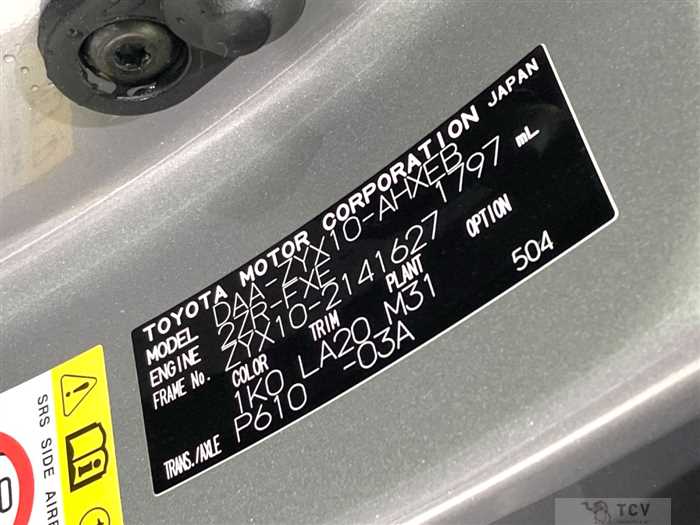 TOYOTA MOTOR CORPORATION JAPAN
MODEL DAA-ZYX10-AHXEB
ENGINE 2ZR-FXE 1797 mL
FRAME No. ZYX10-2141627
COLOR TRIM PLANT OPTION
1K0 LA20 M31 504
TRANS./AXLE P610 -03A
SRS SIDE
TCV